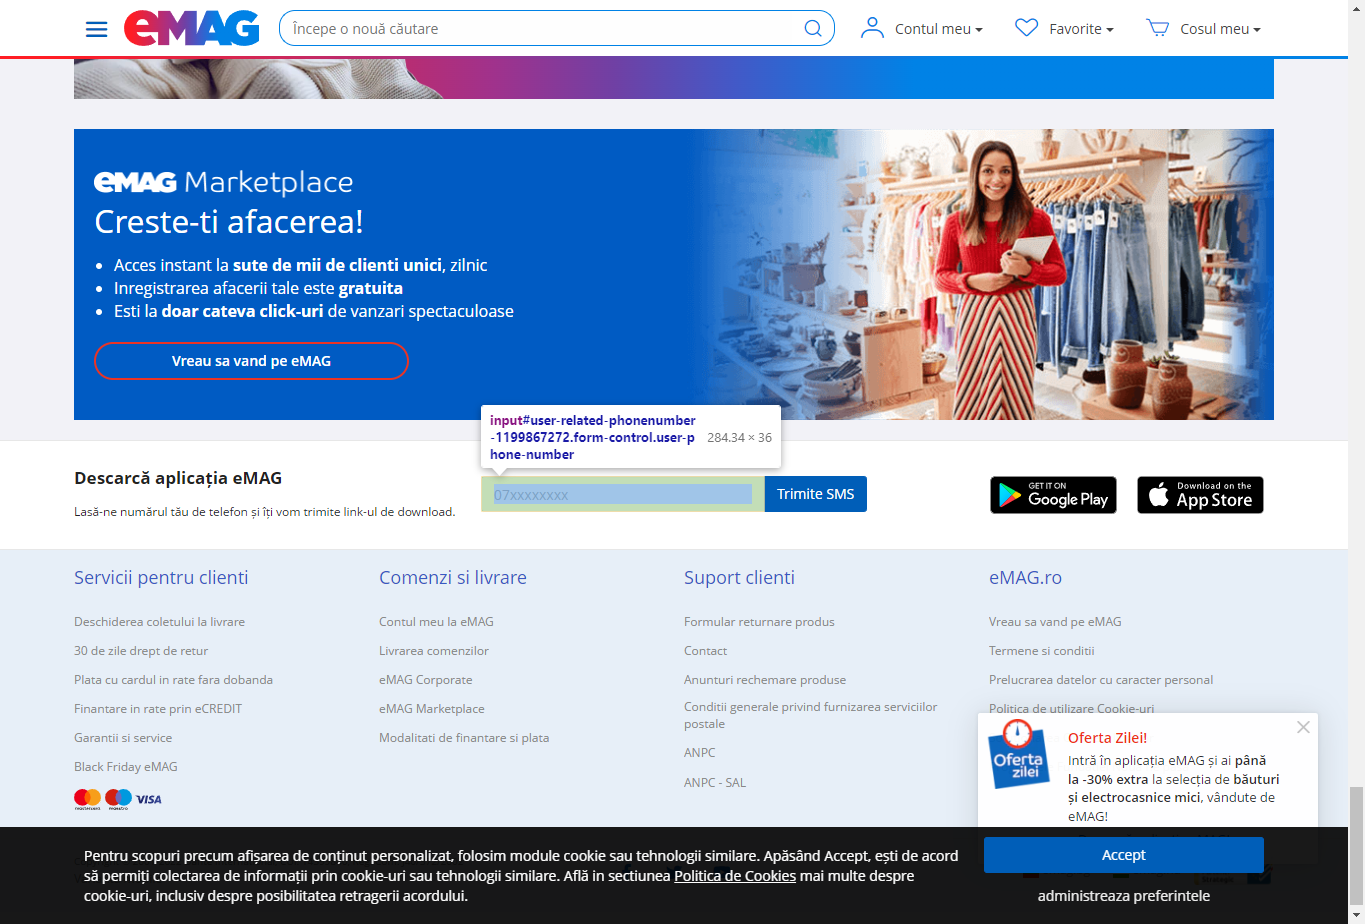 eMAG
Începe o nouă căutare
Contul meu
Favorite
Cosul meu
eMAG Marketplace
Creste-ti afacerea!
Acces instant la sute de mii de clienti unici, zilnic
Inregistrarea afacerii tale este gratuita
Esti la doar cateva click-uri de vanzari spectaculoase
Vreau sa vand pe eMAG
input#user-related-phonenumber
-1199867272.form-control.user-p
hone-number
284.34 × 36
Descarcă aplicația eMAG
Lasă-ne numărul tău de telefon și îți vom trimite link-ul de download.
07xxxxxxxx
Trimite SMS
GET IT ON
Google Play
Download on the
App Store
Servicii pentru clienti
Deschiderea coletului la livrare
30 de zile drept de retur
Plata cu cardul in rate fara dobanda
Finantare in rate prin eCREDIT
Garantii si service
Black Friday eMAG
mastercard
maestro
VISA
Comenzi si livrare
Contul meu la eMAG
Livrarea comenzilor
eMAG Corporate
eMAG Marketplace
Modalitati de finantare si plata
Suport clienti
Formular returnare produs
Contact
Anunturi rechemare produse
Conditii generale privind furnizarea serviciilor
postale
ANPC
ANPC - SAL
eMAG.ro
Vreau sa vand pe eMAG
Termene si conditii
Prelucrarea datelor cu caracter personal
Politica de utilizare Cookie-uri
Oferta
zilei
Oferta Zilei!
Intră în aplicația eMAG și ai până
la -30% extra la selecția de băuturi
și electrocasnice mici, vândute de
eMAG!
Pentru scopuri precum afișarea de conținut personalizat, folosim module cookie sau tehnologii similare. Apăsând Accept, ești de acord
să permiți colectarea de informații prin cookie-uri sau tehnologii similare. Află in sectiunea Politica de Cookies mai multe despre
cookie-uri, inclusiv despre posibilitatea retragerii acordului.
Accept
administreaza preferintele